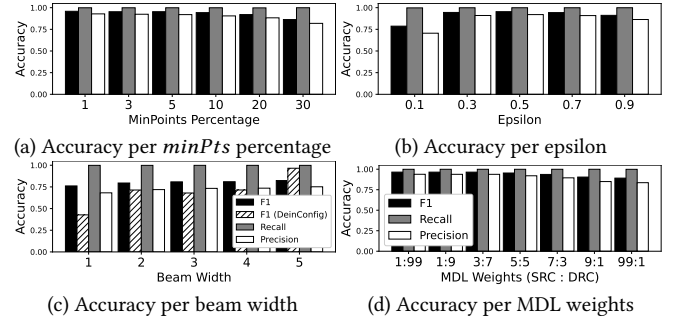 1.00
0.75
0.50
0.25
0.00
Accuracy
1 3 5 10 20 30
MinPoints Percentage
(a) Accuracy per minPts percentage
1.00
0.75
0.50
0.25
0.00
Accuracy
0.1 0.3 0.5 0.7 0.9
Epsilon
(b) Accuracy per epsilon
1.00
0.75
0.50
0.25
0.00
Accuracy
F1
F1 (DeinConfig)
Recall
Precision
1 2 3 4 5
Beam Width
(c) Accuracy per beam width
1.00
0.75
0.50
0.25
0.00
Accuracy
F1
Recall
Precision
1:99 1:9 3:7 5:5 7:3 9:1 99:1
MDL Weights (SRC : DRC)
(d) Accuracy per MDL weights